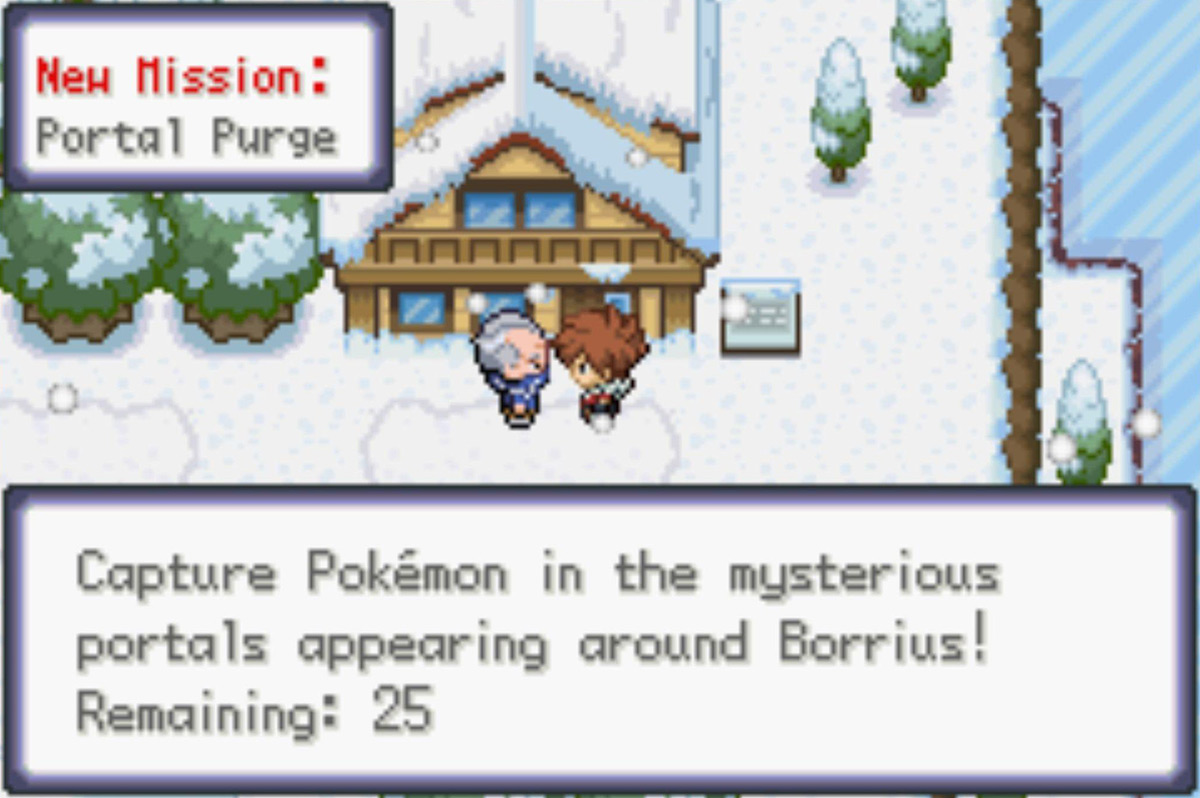 New Mission:
Portal Purge
Capture Pokémon in the mysterious
portals appearing around Borrius!
Remaining: 25